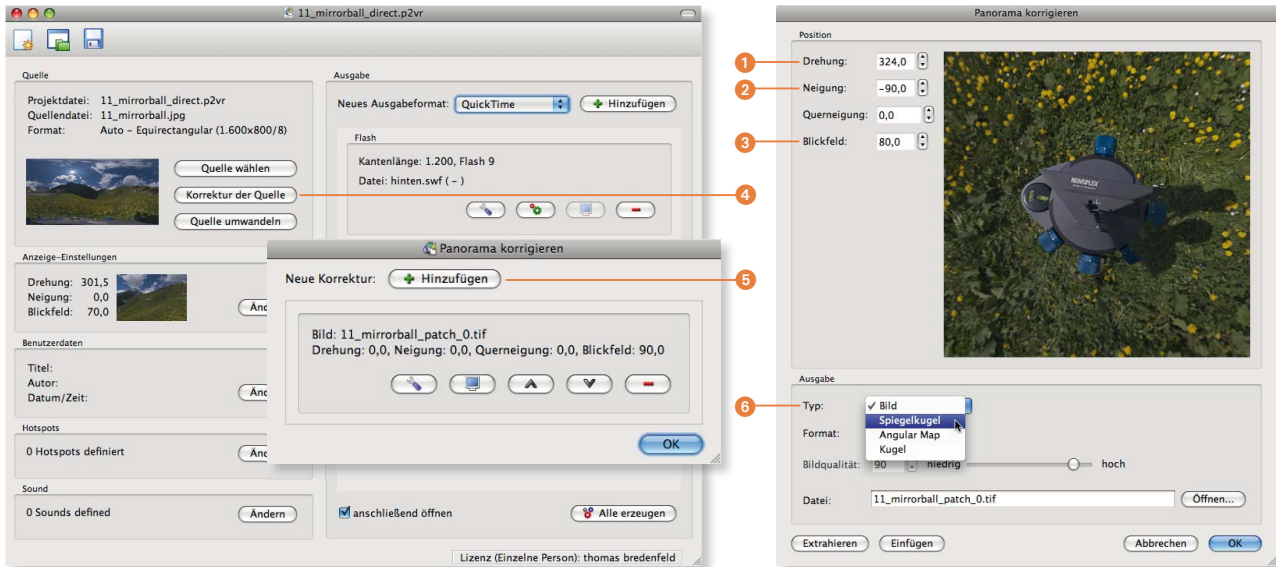 11_mirrorball_direct.p2vr
Quelle
Projektdatei: 11_mirrorball_direct.p2vr
Quellendatei: 11_mirrorball.jpg
Format: Auto – Equirectangular (1.600x800/8)
Quelle wählen
Korrektur der Quelle
Quelle umwandeln
Anzeige-Einstellungen
Drehung: 301,5
Neigung: 0,0
Blickfeld: 70,0
Änd
Benutzerdaten
Titel:
Autor:
Datum/Zeit:
Änd
Hotspots
0 Hotspots definiert
Änd
Sound
0 Sounds defined
Ändern
Ausgabe
Neues Ausgabeformat: QuickTime
Hinzufügen
Flash
Kantenlänge: 1.200, Flash 9
Datei: hinten.swf ( – )
anschließend öffnen
Alle erzeugen
Lizenz (Einzelne Person): thomas bredenfeld
Panorama korrigieren
Neue Korrektur: Hinzufügen
Bild: 11_mirrorball_patch_0.tif
Drehung: 0,0, Neigung: 0,0, Querneigung: 0,0, Blickfeld: 90,0
OK
4
5
Panorama korrigieren
Position
1 Drehung: 324,0
2 Neigung: -90,0
Querneigung: 0,0
3 Blickfeld: 80,0
NOVOFLEX
Ausgabe
6 Typ: ✓ Bild
Spiegelkugel
Angular Map
Kugel
Format:
Bildqualität: 90 niedrig hoch
Datei: 11_mirrorball_patch_0.tif Öffnen...
Extrahieren Einfügen Abbrechen OK